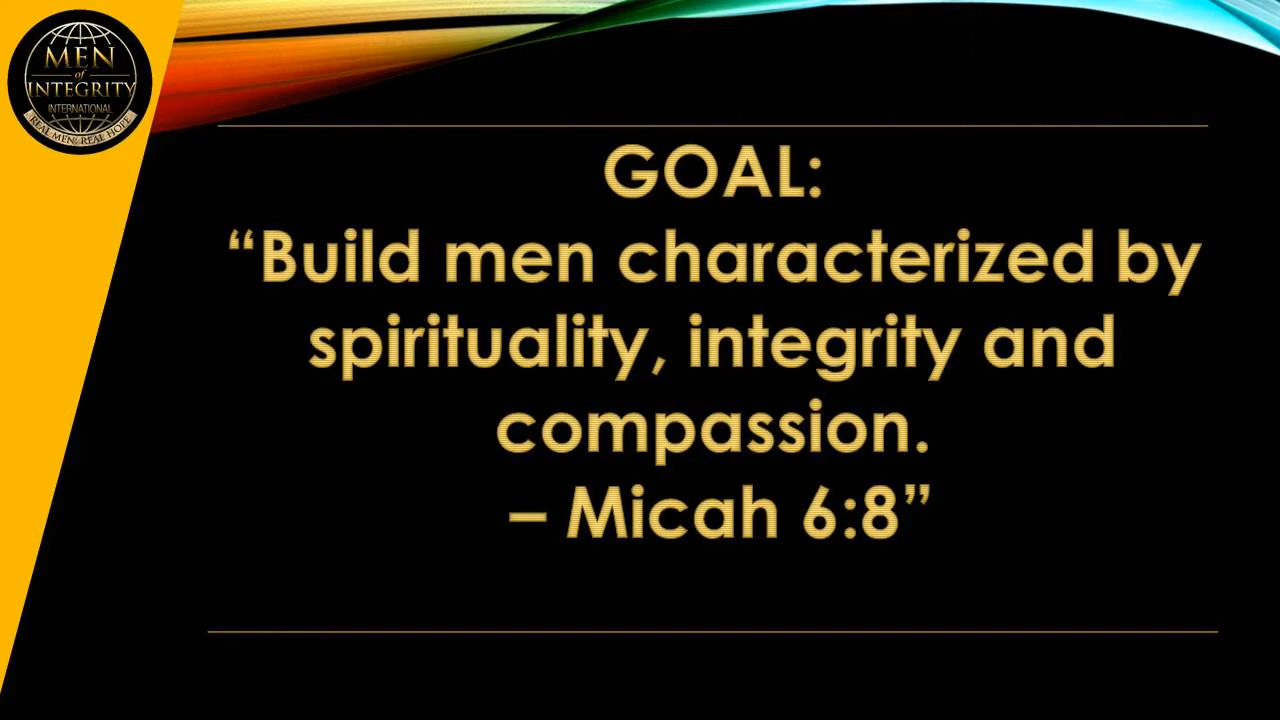 MEN
of
INTEGRITY
INTERNATIONAL
REAL MEN: REAL HOPE
GOAL:
“Build men characterized by
spirituality, integrity and
compassion.
– Micah 6:8”